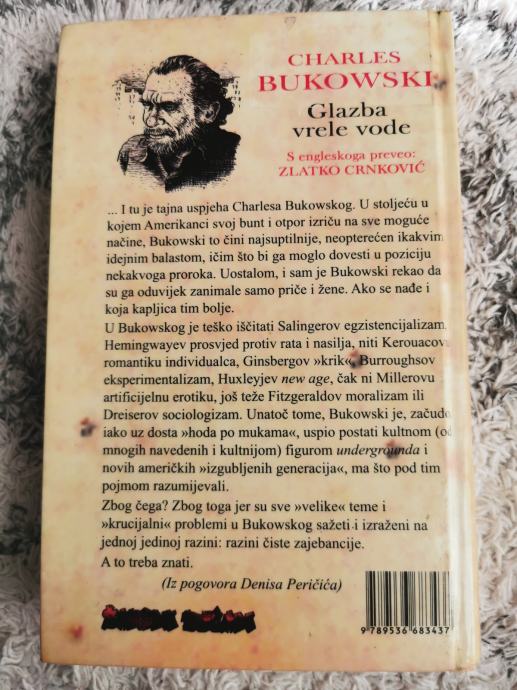 CHARLES
BUKOWSKI
Glazba
vrele vode
S engleskoga preveo:
ZLATKO CRNKOVIĆ
... I tu je tajna uspjeha Charlesa Bukowskog. U stoljeću u
kojem Amerikanci svoj bunt i otpor izriču na sve moguće
načine, Bukowski to čini najsuptilnije, neopterećen ikakvim
idejnim balastom, ičim što bi ga moglo dovesti u poziciju
nekakvoga proroka. Uostalom, i sam je Bukowski rekao da
su ga oduvijek zanimale samo priče i žene. Ako se nađe i
koja kapljica tim bolje.
U Bukowskog je teško iščitati Salingerov egzistencijalizam,
Hemingwayev prosvjed protiv rata i nasilja, niti Kerouacovu
romantiku individualca, Ginsbergov »krik«, Burroughsov
eksperimentalizam, Huxleyjev new age, čak ni Millerovu
artificijelnu erotiku, još teže Fitzgeraldov moralizam ili
Dreiserov sociologizam. Unatoč tome, Bukowski je, začudo
iako uz dosta »hoda po mukama«, uspio postati kultnom (od
mnogih navedenih i kultnijom) figurom undergrounda i
novih američkih »izgubljenih generacija«, ma što pod tim
pojmom razumijevali.
Zbog čega? Zbog toga jer su sve »velike« teme i
»krucijalni« problemi u Bukowskog sažeti i izraženi na
jednoj jedinoj razini: razini čiste zajebancije.
A to treba znati.
(Iz pogovora Denisa Peričića)
9 789536 683437